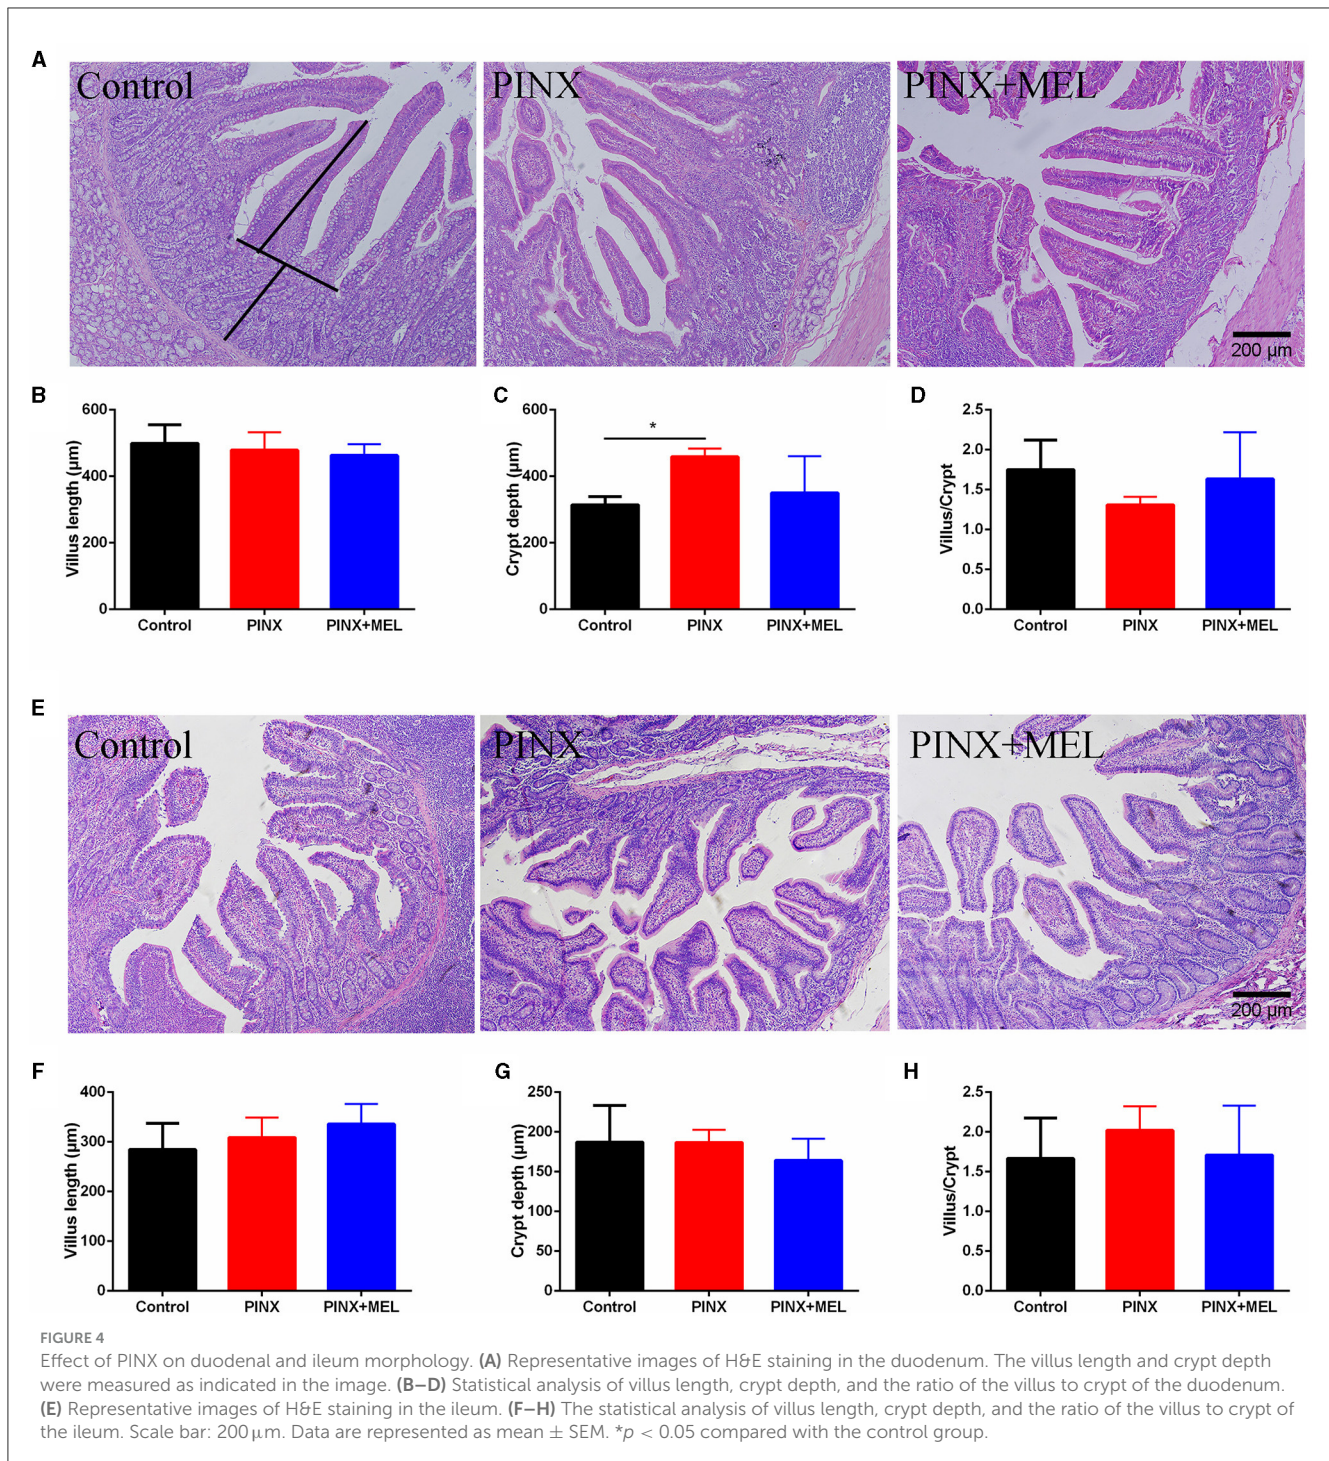 A
Control
PINX
PINX+MEL
200 µm
B
600
400
200
0
Villus length (µm)
Control
PINX
PINX+MEL
C
600
400
200
0
Crypt depth (µm)
*
Control
PINX
PINX+MEL
D
2.5
2.0
1.5
1.0
0.5
0.0
Villus/Crypt
Control
PINX
PINX+MEL
E
Control
PINX
PINX+MEL
200 µm
F
400
300
200
100
0
Villus length (µm)
Control
PINX
PINX+MEL
G
250
200
150
100
50
0
Crypt depth (µm)
Control
PINX
PINX+MEL
H
2.5
2.0
1.5
1.0
0.5
0.0
Villus/Crypt
Control
PINX
PINX+MEL
FIGURE 4
Effect of PINX on duodenal and ileum morphology. (A) Representative images of H&E staining in the duodenum. The villus length and crypt depth
were measured as indicated in the image. (B–D) Statistical analysis of villus length, crypt depth, and the ratio of the villus to crypt of the duodenum.
(E) Representative images of H&E staining in the ileum. (F–H) The statistical analysis of villus length, crypt depth, and the ratio of the villus to crypt of
the ileum. Scale bar: 200 µm. Data are represented as mean ± SEM. *p < 0.05 compared with the control group.